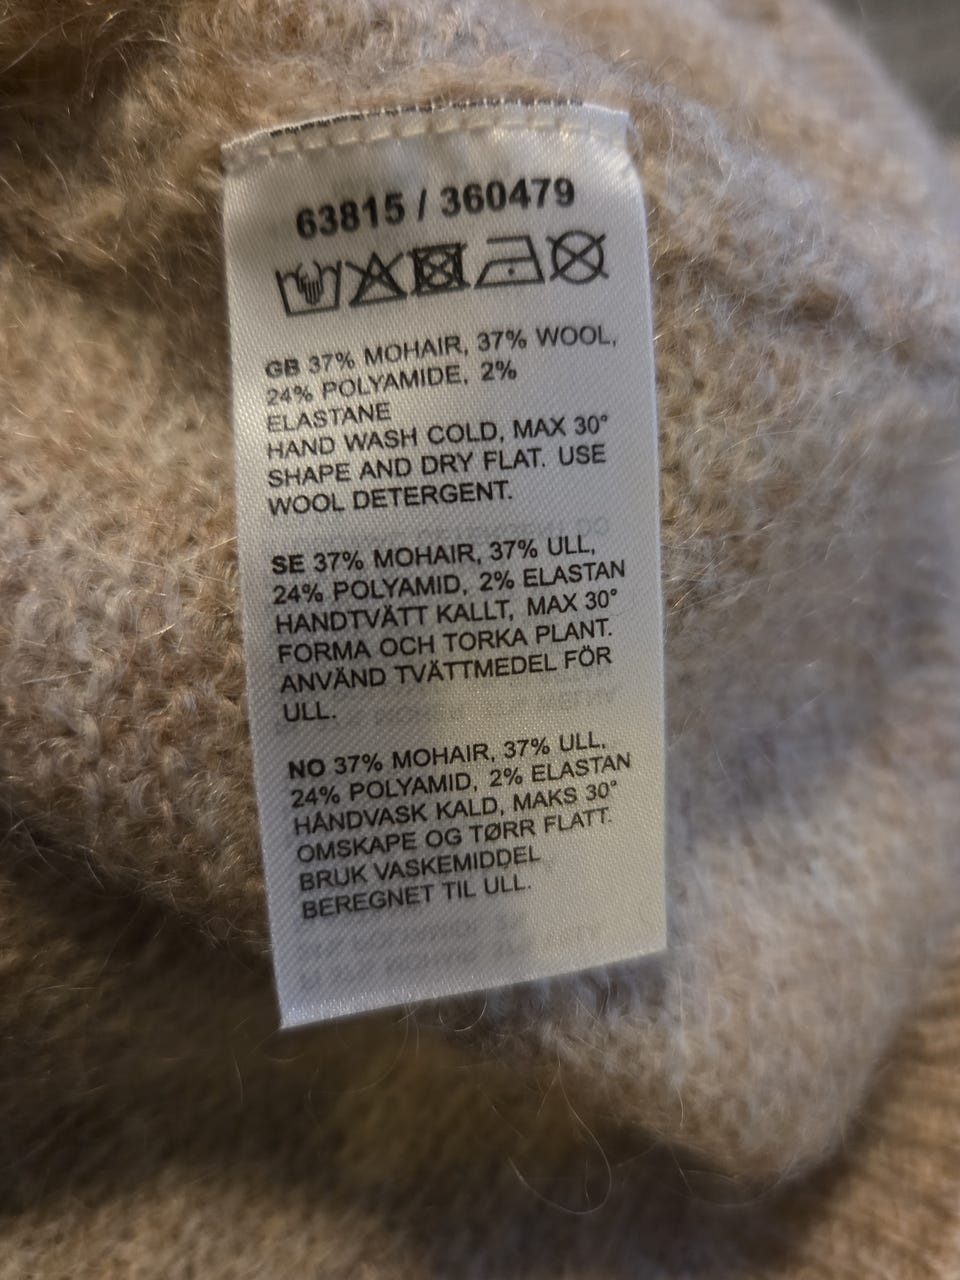 63815 / 360479
GB 37% MOHAIR, 37% WOOL,
24% POLYAMIDE, 2%
ELASTANE
HAND WASH COLD, MAX 30°
SHAPE AND DRY FLAT. USE
WOOL DETERGENT.
SE 37% MOHAIR, 37% ULL,
24% POLYAMID, 2% ELASTAN
HANDTVÄTT KALLT, MAX 30°
FORMA OCH TORKA PLANT.
ANVÄND TVÄTTMEDEL FÖR
ULL.
NO 37% MOHAIR, 37% ULL,
24% POLYAMID, 2% ELASTAN
HÅNDVASK KALD, MAKS 30°
OMSKAPE OG TØRR FLATT.
BRUK VASKEMIDDEL
BEREGNET TIL ULL.